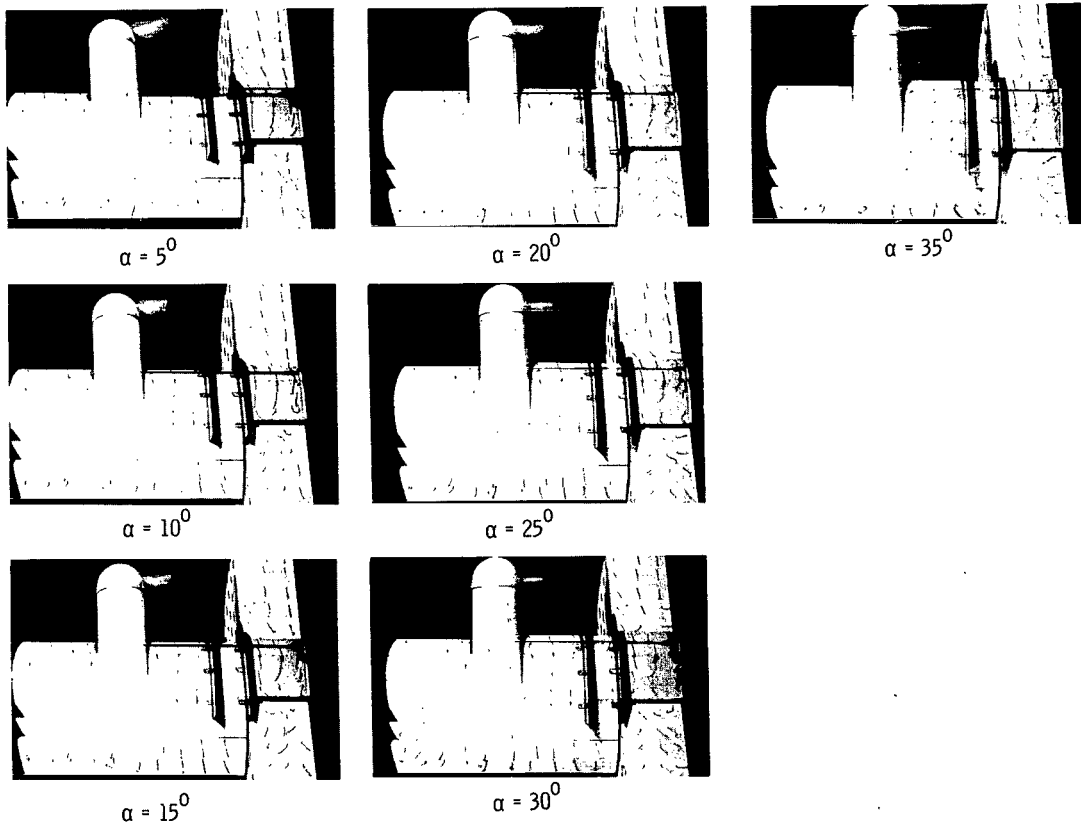 α = 5⁰
α = 20⁰
α = 35⁰
α = 10⁰
α = 25⁰
α = 15⁰
α = 30⁰